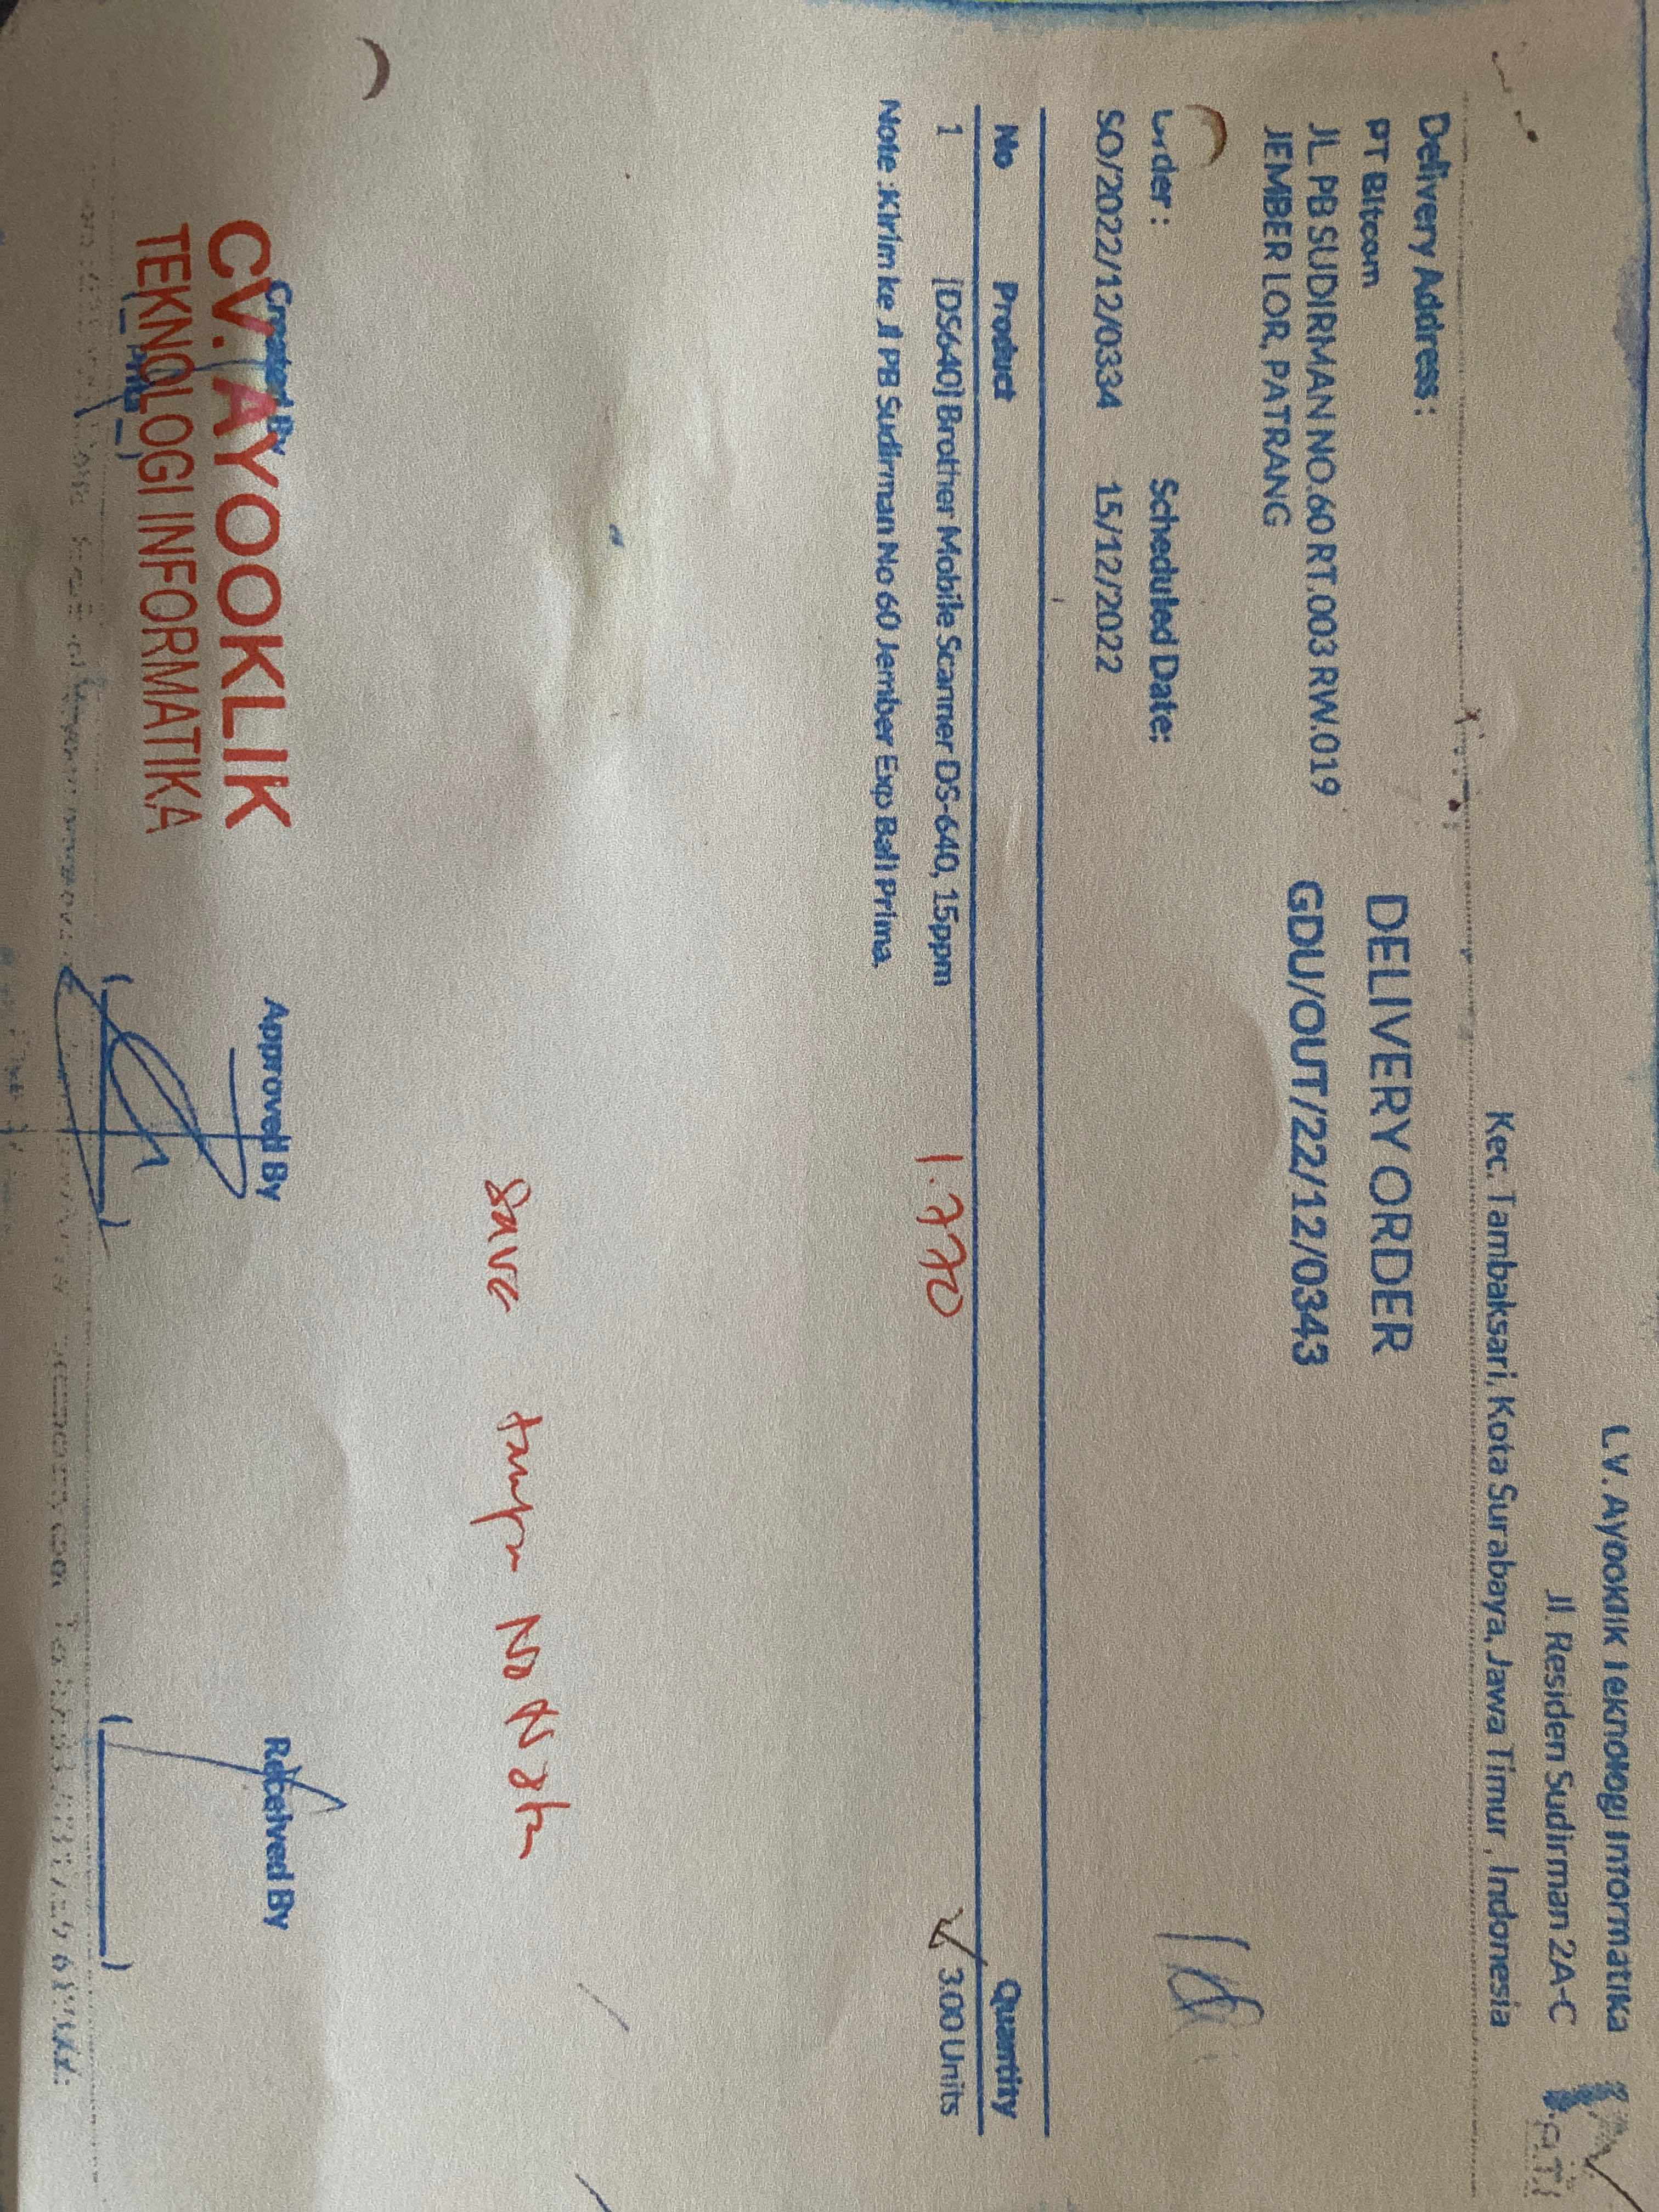 C.V. Ayooklik Teknologi Informatika
Jl. Residen Sudirman 2A-C
Kec. Tambaksari, Kota Surabaya, Jawa Timur , Indonesia
Delivery Address :
PT Bitcom
JL. PB SUDIRMAN NO.60 RT.003 RW.019
JEMBER LOR, PATRANG
DELIVERY ORDER
GDU/OUT/22/12/0343
Order : Scheduled Date:
SO/2022/12/0334 15/12/2022
No Product Quantity
1 [DS640] Brother Mobile Scanner DS-640, 15ppm 1.770 3.00 Units
Note :Kirim ke Jl PB Sudirman No 60 Jember Exp Bali Prima.
save tanpa No Nota
Created By Approved By Received By
CV. AYOOKLIK
TEKNOLOGI INFORMATIKA